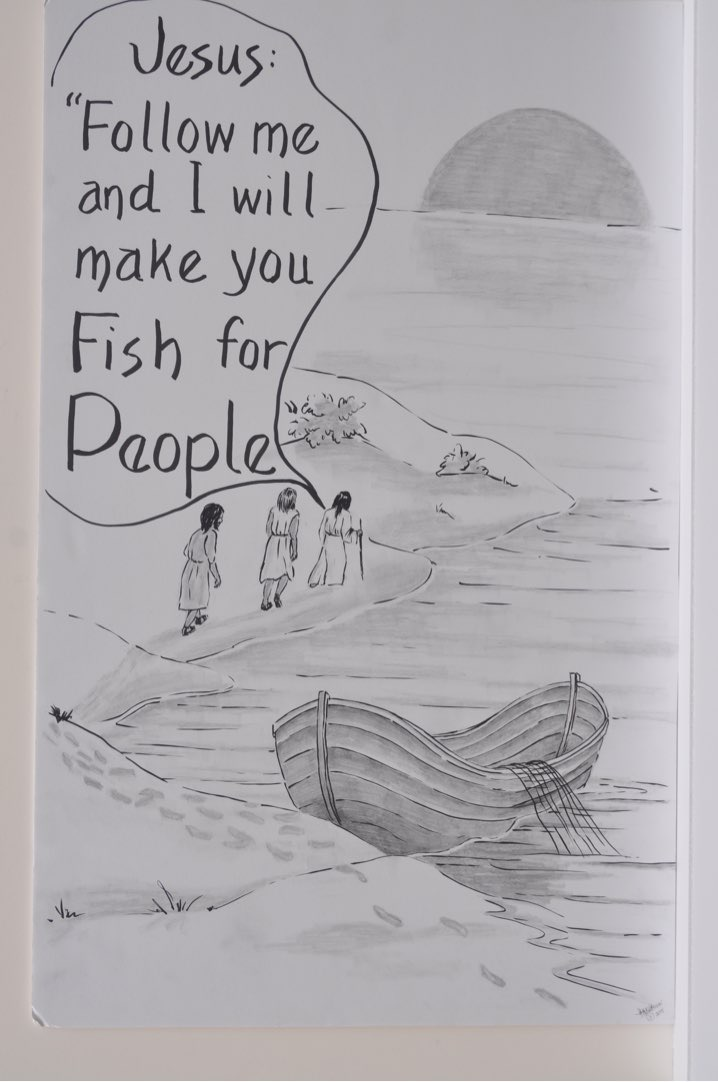 Jesus:
"Follow me
and I will
make you
Fish for
People